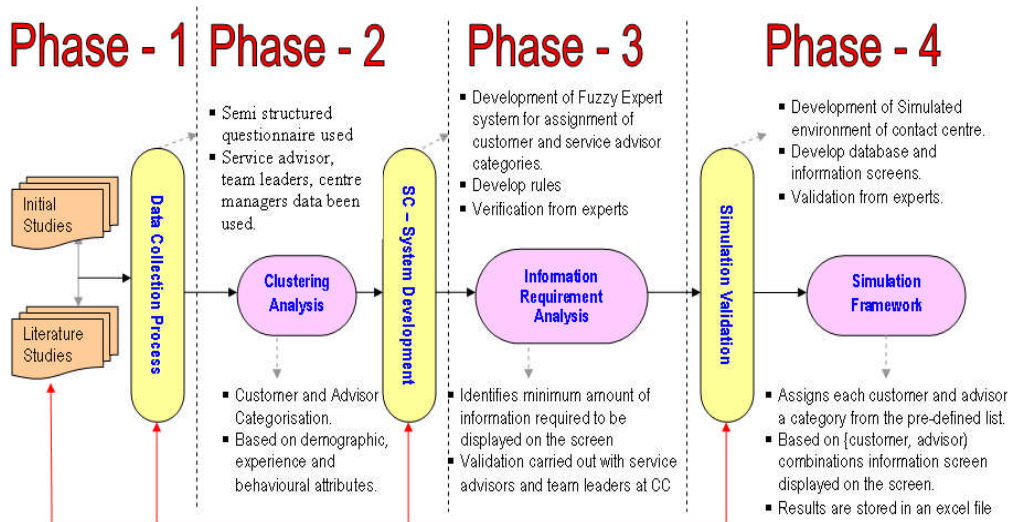 Phase - 1
Phase - 2
Phase - 3
Phase - 4
Initial
Studies
Literature
Studies
Data Collection Process
▪ Semi structured
questionnaire used
▪ Service advisor,
team leaders, centre
managers data been
used.
Clustering
Analysis
▪ Customer and Advisor
Categorisation.
▪ Based on demographic,
experience and
behavioural attributes.
SC – System Development
▪ Development of Fuzzy Expert
system for assignment of
customer and service advisor
categories.
▪ Develop rules
▪ Verification from experts
Information
Requirement
Analysis
▪ Identifies minimum amount of
information required to be
displayed on the screen
▪ Validation carried out with service
advisors and team leaders at CC
Simulation Validation
▪ Development of Simulated
environment of contact centre.
▪ Develop database and
information screens.
▪ Validation from experts.
Simulation
Framework
▪ Assigns each customer and advisor
a category from the pre-defined list.
▪ Based on {customer, advisor)
combinations information screen
displayed on the screen.
▪ Results are stored in an excel file